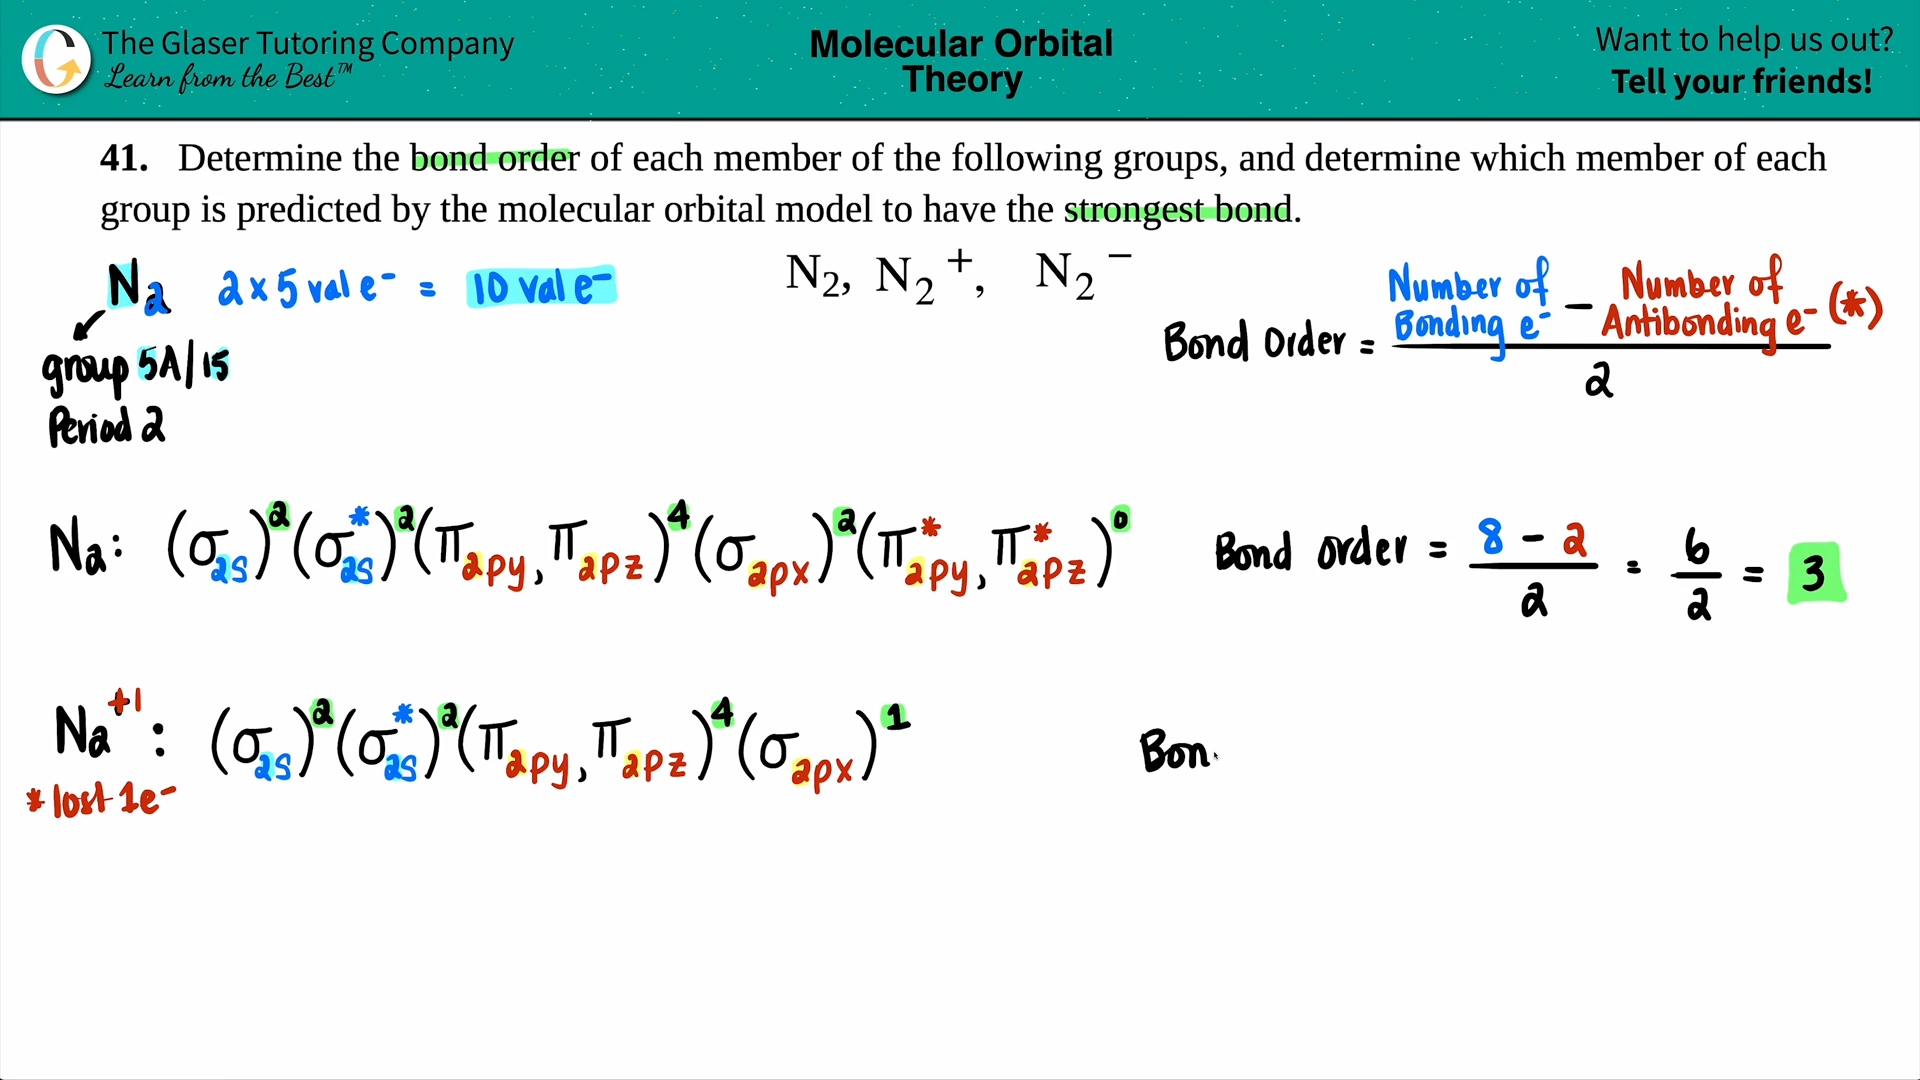 The Glaser Tutoring Company
Learn from the Best™
Molecular Orbital
Theory
Want to help us out?
Tell your friends!
41. Determine the bond order of each member of the following groups, and determine which member of each
group is predicted by the molecular orbital model to have the strongest bond.
N₂ 2 x 5 val e⁻ = 10 val e⁻
N₂, N₂⁺, N₂⁻
group 5A/15
Period 2
Bond Order = Number of Bonding e⁻ − Number of Antibonding e⁻ (*)
2
N₂: (σ2s)² (σ*2s)² (π2py, π2pz)⁴ (σ2px)² (π*2py, π*2pz)⁰
Bond order = 8 − 2 / 2 = 6 / 2 = 3
N₂⁺¹: (σ2s)² (σ*2s)² (π2py, π2pz)⁴ (σ2px)¹
Bon
* lost 1e⁻